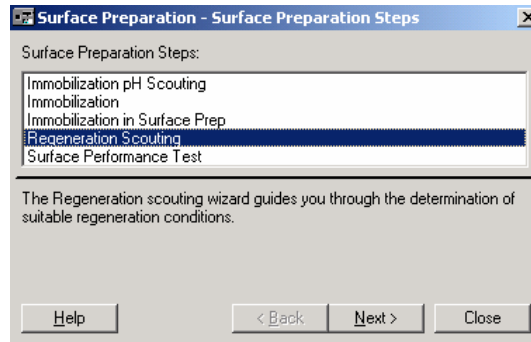 Surface Preparation - Surface Preparation Steps
Surface Preparation Steps:
Immobilization pH Scouting
Immobilization
Immobilization in Surface Prep
Regeneration Scouting
Surface Performance Test
The Regeneration scouting wizard guides you through the determination of
suitable regeneration conditions.
Help
< Back
Next >
Close